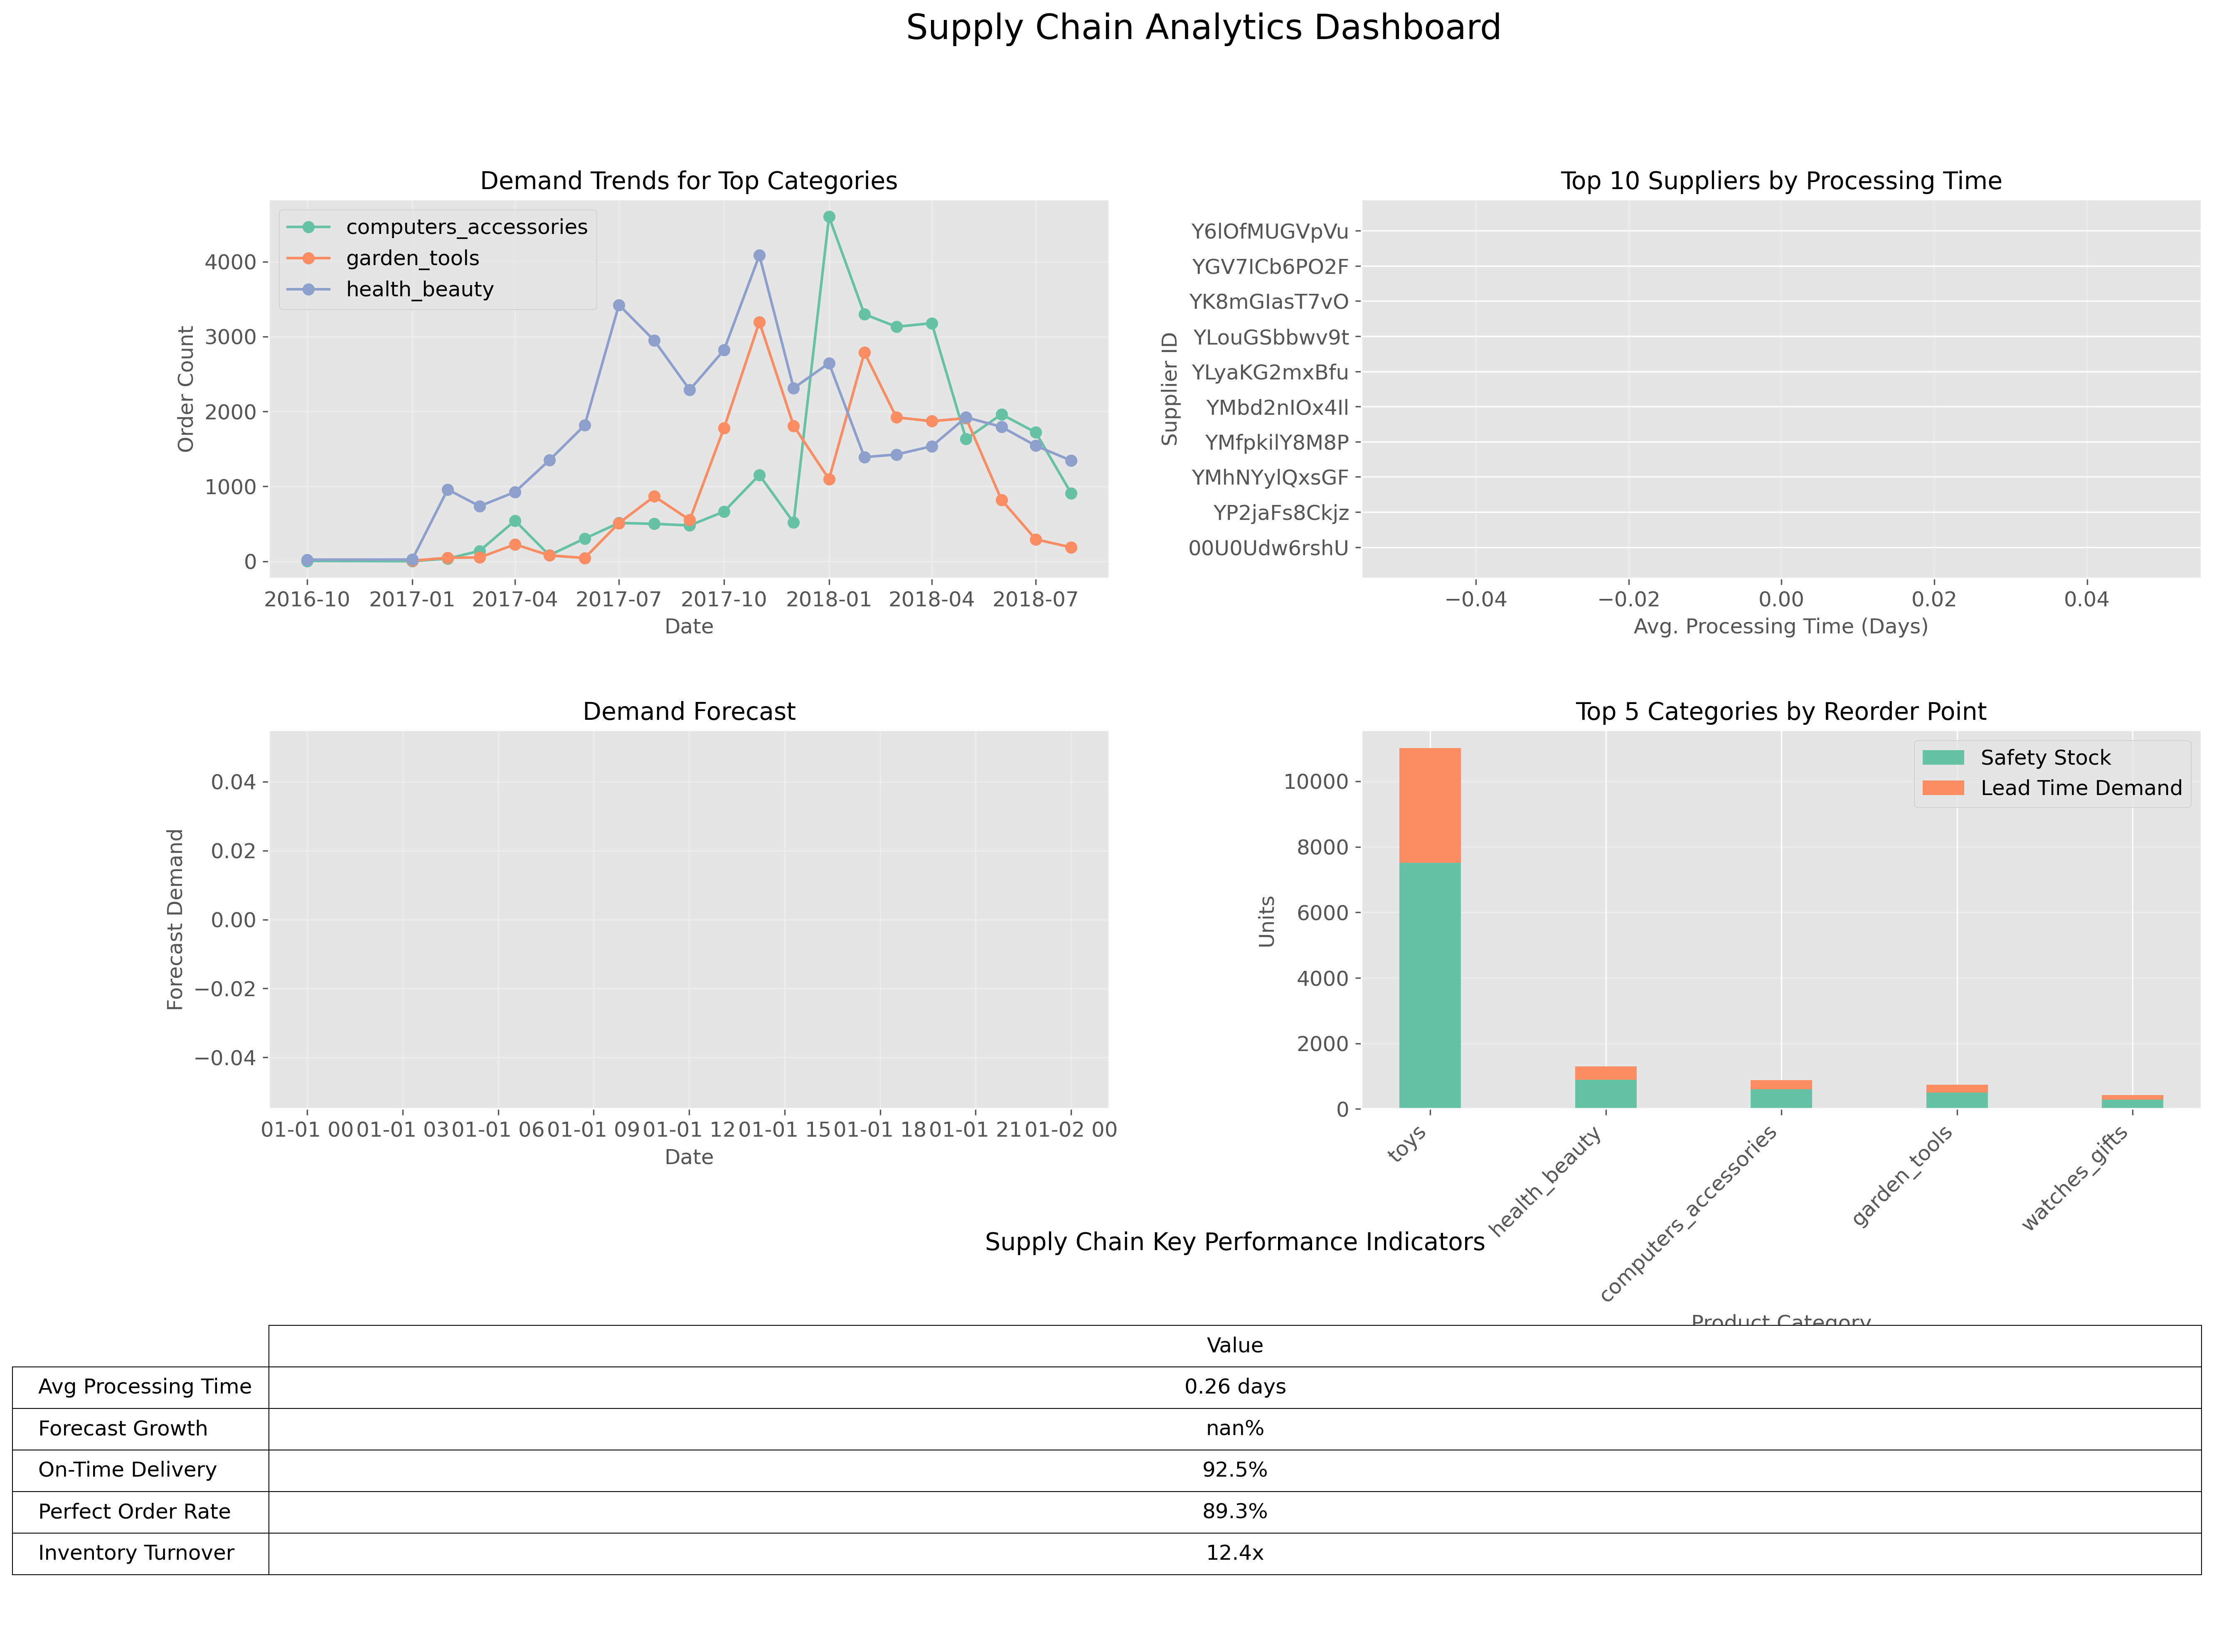 Supply Chain Analytics Dashboard
Demand Trends for Top Categories
computers_accessories
garden_tools
health_beauty
Order Count
4000
3000
2000
1000
0
2016-10 2017-01 2017-04 2017-07 2017-10 2018-01 2018-04 2018-07
Date
Top 10 Suppliers by Processing Time
Supplier ID
Y6lOfMUGVpVu
YGV7ICb6PO2F
YK8mGIasT7vO
YLouGSbbwv9t
YLyaKG2mxBfu
YMbd2nIOx4Il
YMfpkilY8M8P
YMhNYylQxsGF
YP2jaFs8Ckjz
00U0Udw6rshU
−0.04 −0.02 0.00 0.02 0.04
Avg. Processing Time (Days)
Demand Forecast
Forecast Demand
0.04
0.02
0.00
−0.02
−0.04
01-01 00 01-01 03 01-01 06 01-01 09 01-01 12 01-01 15 01-01 18 01-01 21 01-02 00
Date
Top 5 Categories by Reorder Point
Safety Stock
Lead Time Demand
Units
10000
8000
6000
4000
2000
0
toys
health_beauty
computers_accessories
garden_tools
watches_gifts
Product Category
Supply Chain Key Performance Indicators
Value
Avg Processing Time 0.26 days
Forecast Growth nan%
On-Time Delivery 92.5%
Perfect Order Rate 89.3%
Inventory Turnover 12.4x